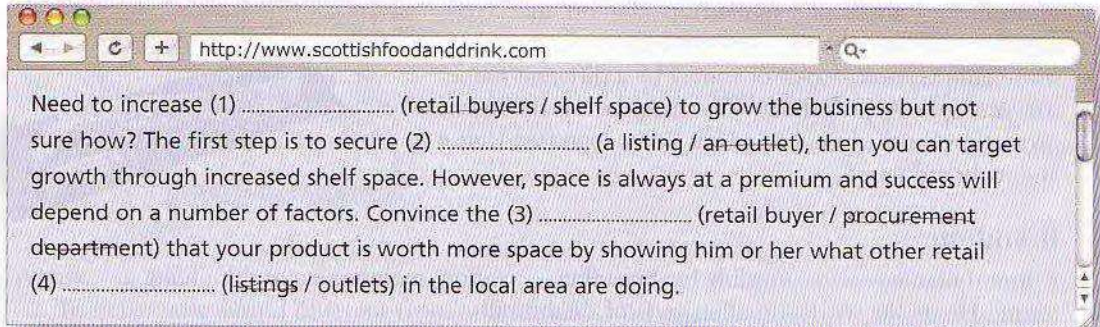 http://www.scottishfoodanddrink.com
Need to increase (1) .............................. (retail buyers / shelf space) to grow the business but not
sure how? The first step is to secure (2) .............................. (a listing / an outlet), then you can target
growth through increased shelf space. However, space is always at a premium and success will
depend on a number of factors. Convince the (3) .............................. (retail buyer / procurement
department) that your product is worth more space by showing him or her what other retail
(4) .............................. (listings / outlets) in the local area are doing.